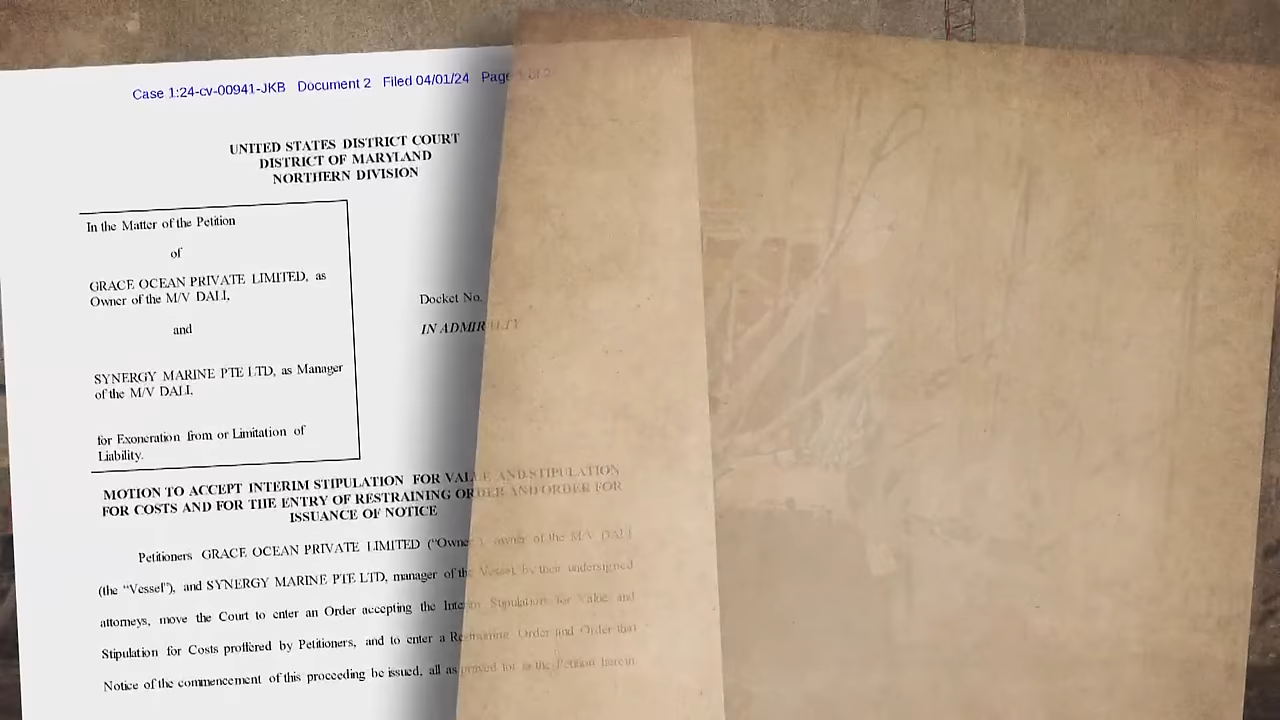 Case 1:24-cv-00941-JKB Document 2 Filed 04/01/24 Page 1 of 5
UNITED STATES DISTRICT COURT
DISTRICT OF MARYLAND
NORTHERN DIVISION
In the Matter of the Petition
of
GRACE OCEAN PRIVATE LIMITED, as
Owner of the M/V DALI,
and
SYNERGY MARINE PTE LTD, as Manager
of the M/V DALI,
for Exoneration from or Limitation of
Liability.
Docket No.
IN ADMIRALTY
MOTION TO ACCEPT INTERIM STIPULATION FOR VALUE AND STIPULATION
FOR COSTS AND FOR THE ENTRY OF RESTRAINING ORDER AND ORDER FOR
ISSUANCE OF NOTICE
Petitioners GRACE OCEAN PRIVATE LIMITED ("Owner"), owner of the M/V DALI
(the "Vessel"), and SYNERGY MARINE PTE LTD, manager of the Vessel, by their undersigned
attorneys, move the Court to enter an Order accepting the Interim Stipulation for Value and
Stipulation for Costs proffered by Petitioners, and to enter a Restraining Order and Order that
Notice of the commencement of this proceeding be issued, all as prayed for in the Petition herein